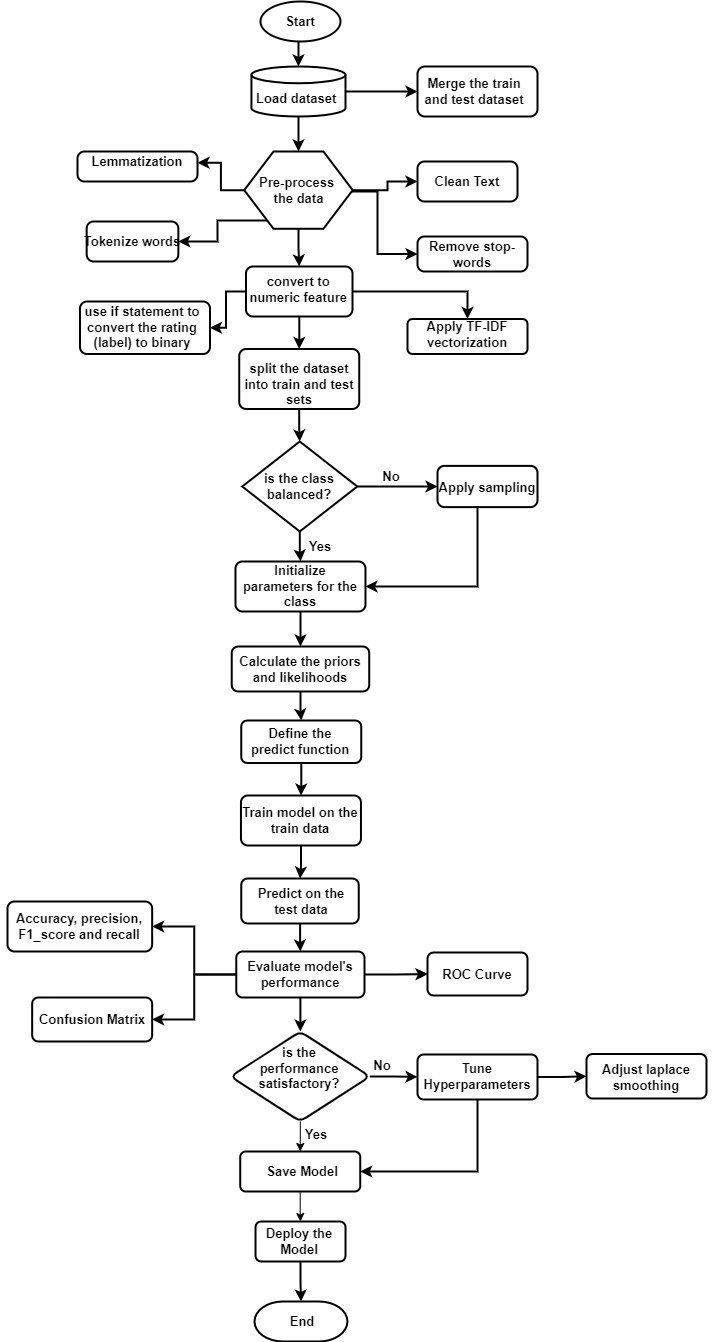 Start
Load dataset
Merge the train
and test dataset
Lemmatization
Pre-process
the data
Clean Text
Tokenize words
Remove stop-
words
convert to
numeric feature
use if statement to
convert the rating
(label) to binary
Apply TF-IDF
vectorization
split the dataset
into train and test
sets
is the class
balanced?
No
Apply sampling
Yes
Initialize
parameters for the
class
Calculate the priors
and likelihoods
Define the
predict function
Train model on the
train data
Predict on the
test data
Accuracy, precision,
F1_score and recall
Evaluate model's
performance
ROC Curve
Confusion Matrix
is the
performance
satisfactory?
No
Tune
Hyperparameters
Adjust laplace
smoothing
Yes
Save Model
Deploy the
Model
End